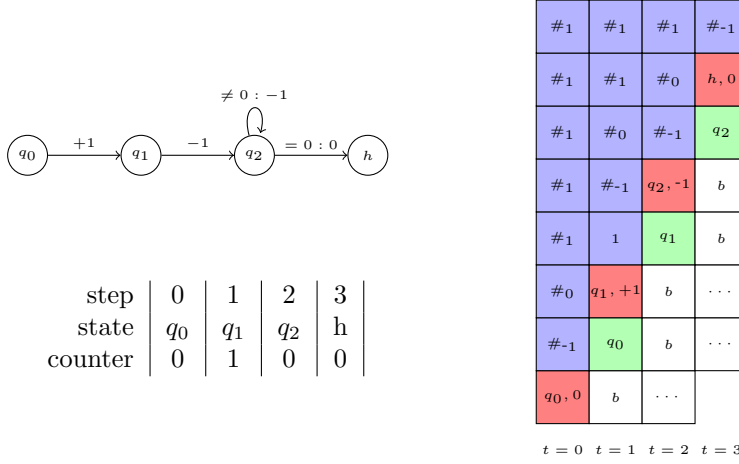 ≠ 0 : −1
q₀ +1 q₁ −1 q₂ = 0 : 0 h
step 0 1 2 3
state q₀ q₁ q₂ h
counter 0 1 0 0
#₁ #₁ #₁ #₋₁
#₁ #₁ #₀ h, 0
#₁ #₀ #₋₁ q₂
#₁ #₋₁ q₂, -1 b
#₁ 1 q₁ b
#₀ q₁, +1 b ···
#₋₁ q₀ b ···
q₀, 0 b ···
t = 0 t = 1 t = 2 t = 3